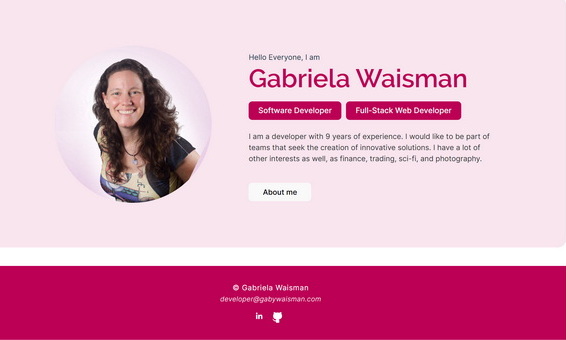 Hello Everyone, I am
Gabriela Waisman
Software Developer
Full-Stack Web Developer
I am a developer with 9 years of experience. I would like to be part of
teams that seek the creation of innovative solutions. I have a lot of
other interests as well, as finance, trading, sci-fi, and photography.
About me
© Gabriela Waisman
developer@gabywaisman.com
in